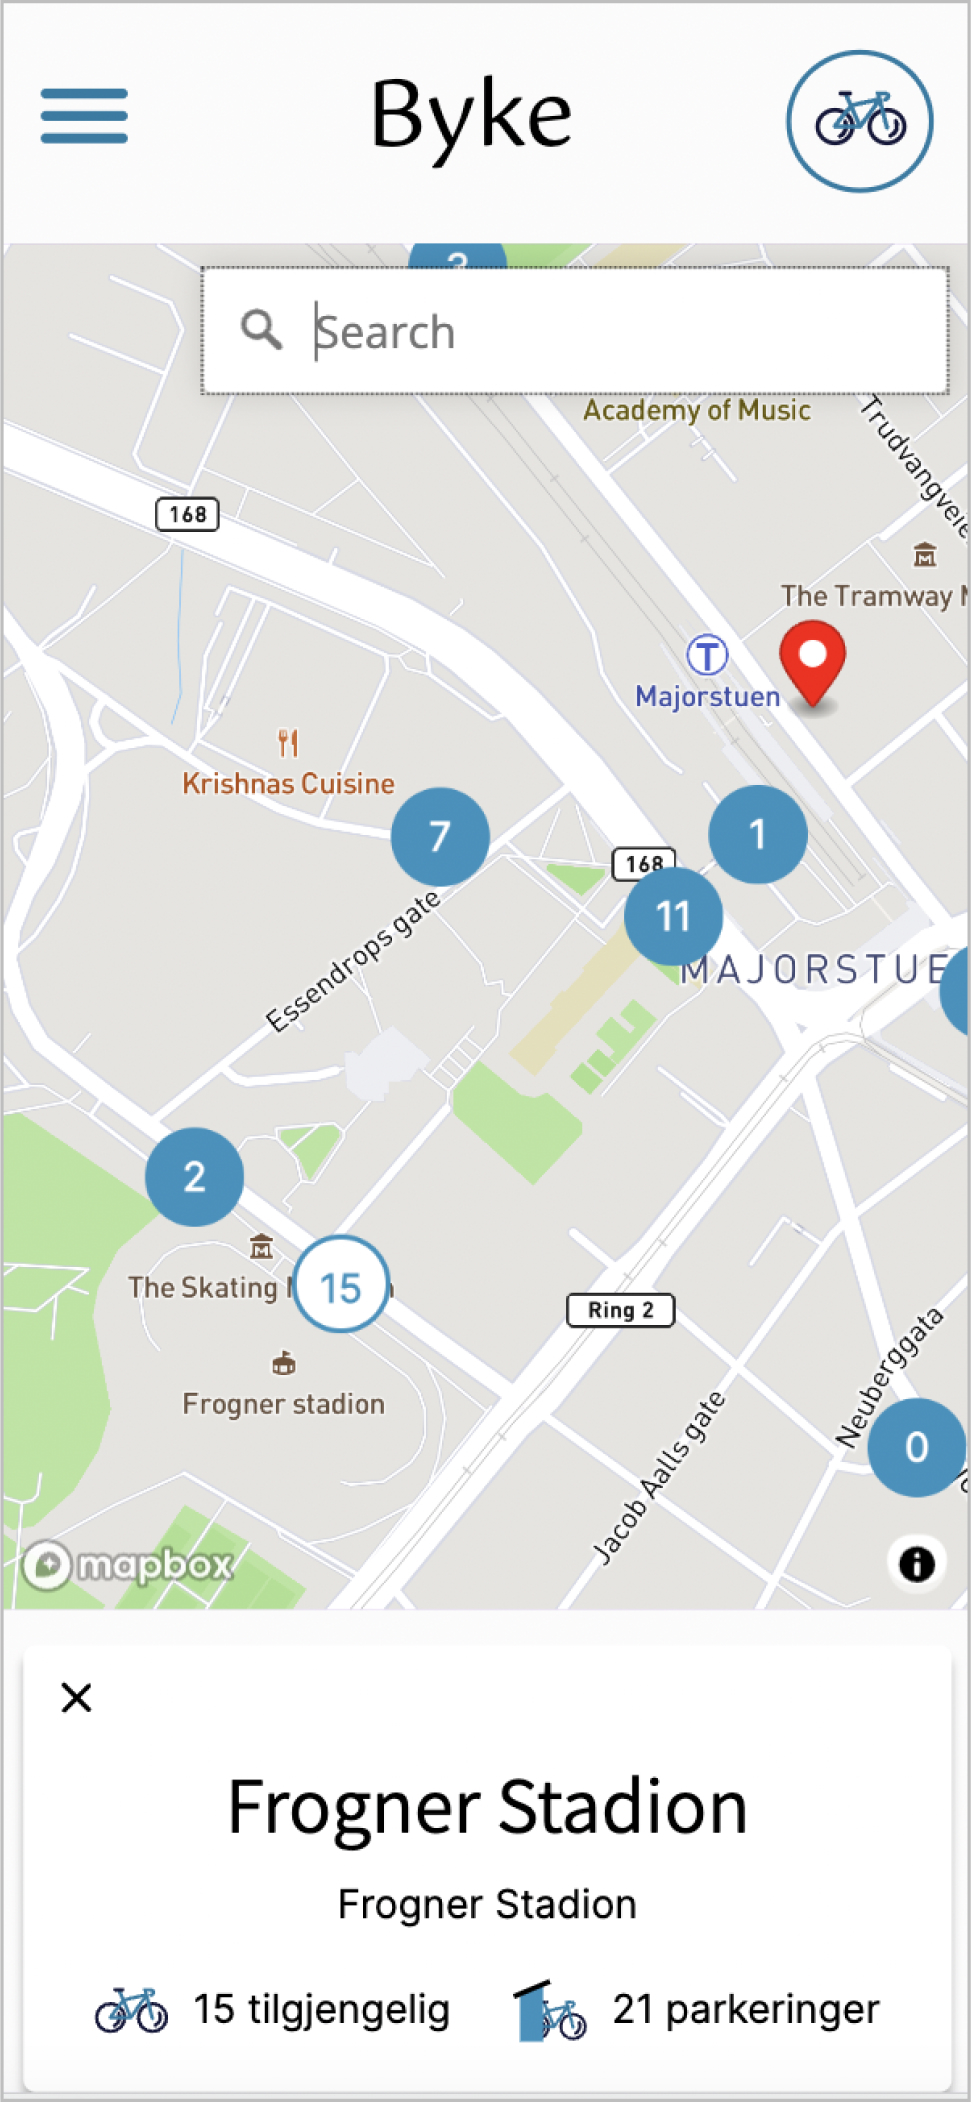 Byke
3
Search
Academy of Music
Trudvangveie
168
The Tramway M
T
Majorstuen
Krishnas Cuisine
7
1
168
11
Essendrops gate
MAJORSTUE
2
The Skating
15
Ring 2
Frogner stadion
Neuberggata
Jacob Aalls gate
0
mapbox
i
Frogner Stadion
Frogner Stadion
15 tilgjengelig
21 parkeringer